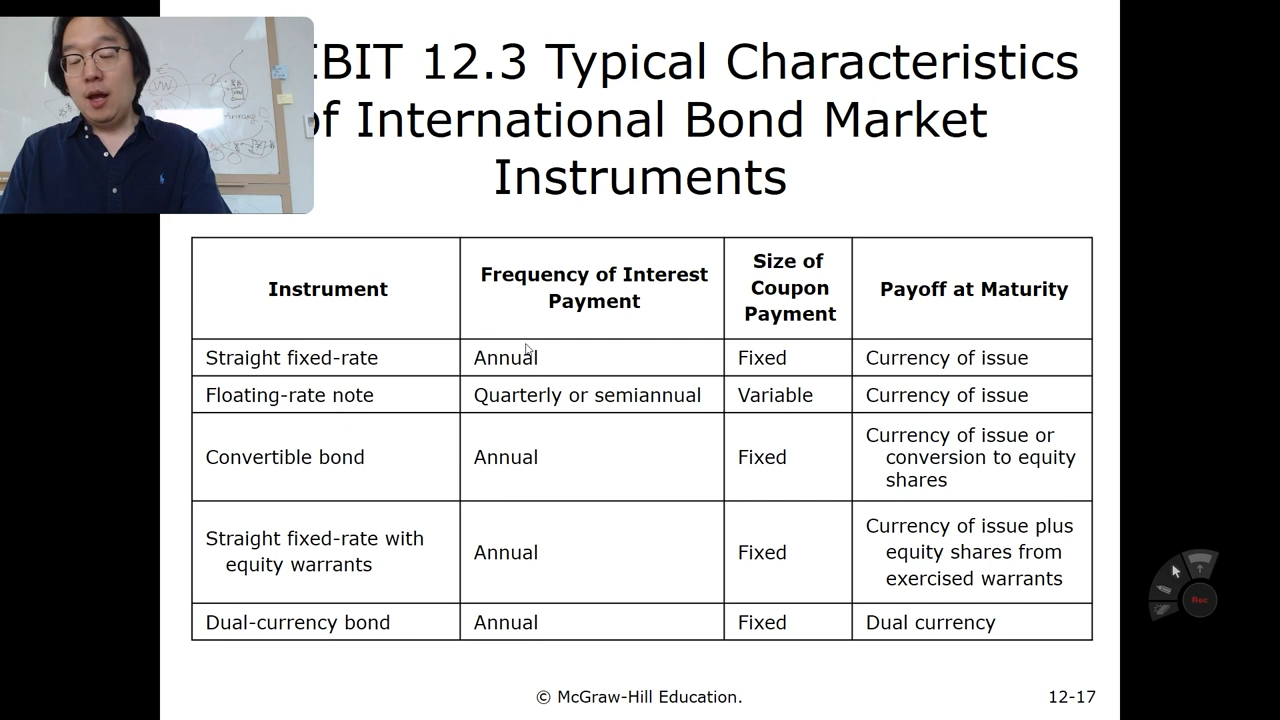 IBIT 12.3 Typical Characteristics
of International Bond Market
Instruments
Instrument
Frequency of Interest
Payment
Size of
Coupon
Payment
Payoff at Maturity
Straight fixed-rate
Annual
Fixed
Currency of issue
Floating-rate note
Quarterly or semiannual
Variable
Currency of issue
Convertible bond
Annual
Fixed
Currency of issue or
conversion to equity
shares
Straight fixed-rate with
equity warrants
Annual
Fixed
Currency of issue plus
equity shares from
exercised warrants
Dual-currency bond
Annual
Fixed
Dual currency
© McGraw-Hill Education.
12-17
Arirang
Rec